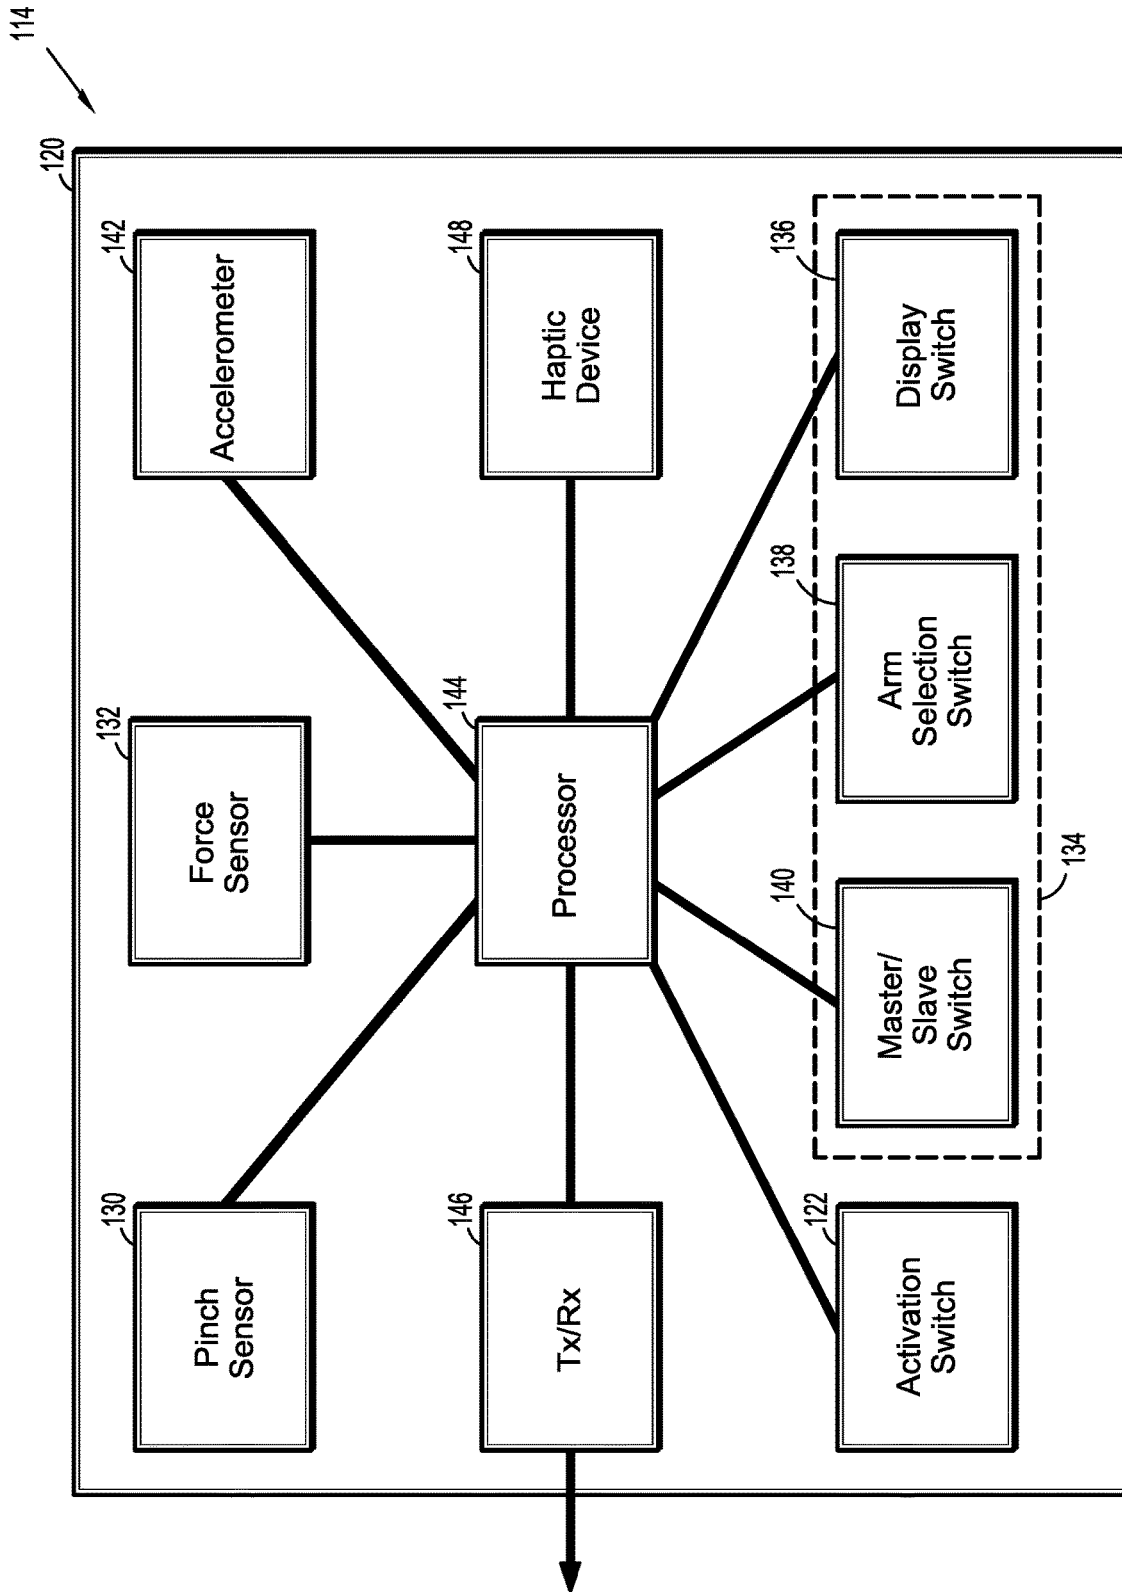 114
120
130
Pinch
Sensor
132
Force
Sensor
142
Accelerometer
146
Tx/Rx
144
Processor
148
Haptic
Device
122
Activation
Switch
140
Master/
Slave
Switch
138
Arm
Selection
Switch
136
Display
Switch
134